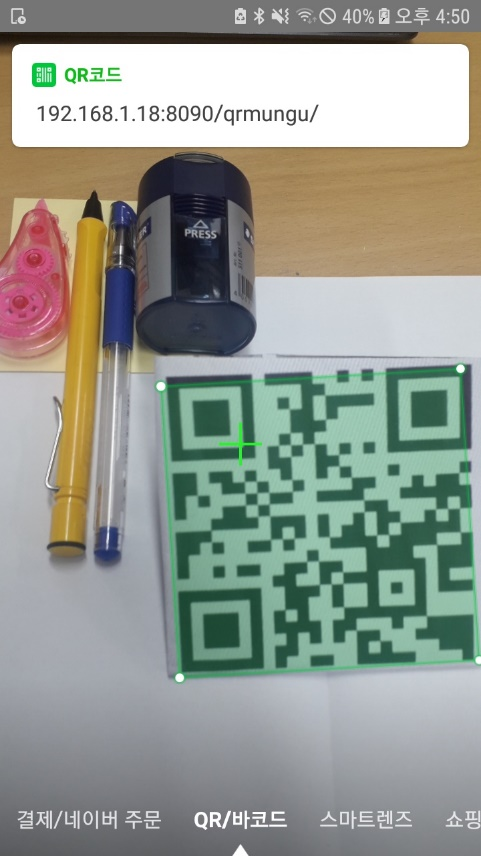 40% 오후 4:50
QR코드
192.168.1.18:8090/qrmungu/
PRESS
결제/네이버 주문
QR/바코드
스마트렌즈
쇼핑